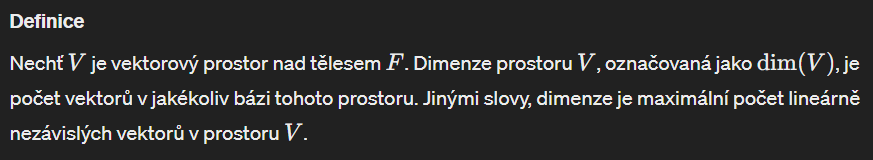 Definice
Nechť V je vektorový prostor nad tělesem F. Dimenze prostoru V, označovaná jako dim(V), je
počet vektorů v jakékoliv bázi tohoto prostoru. Jinými slovy, dimenze je maximální počet lineárně
nezávislých vektorů v prostoru V.